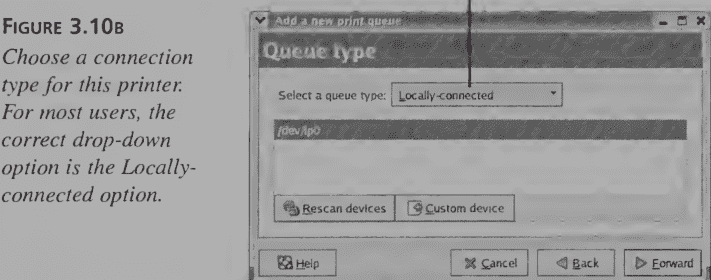 FIGURE 3.10B
Choose a connection
type for this printer.
For most users, the
correct drop-down
option is the Locally-
connected option.
Add a new print queue
Queue type
Select a queue type: Locally-connected
/dev/lp0
Rescan devices Custom device
Help Cancel Back Forward